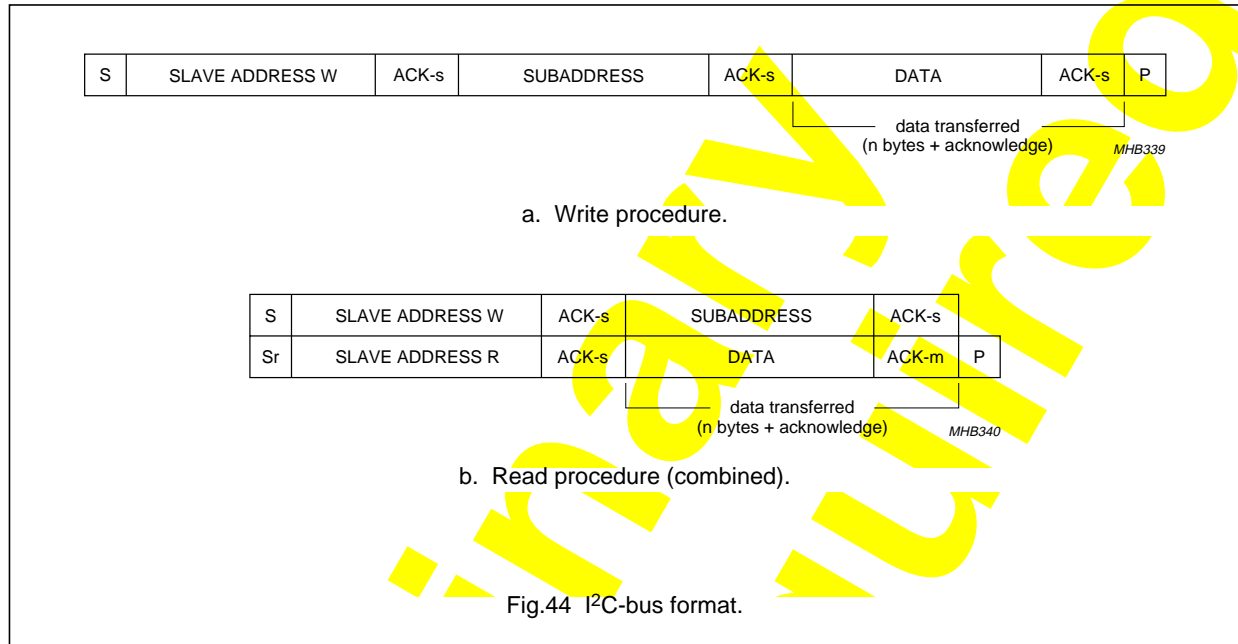 S SLAVE ADDRESS W ACK-s SUBADDRESS ACK-s DATA ACK-s P
data transferred
(n bytes + acknowledge)
MHB339
a. Write procedure.
S SLAVE ADDRESS W ACK-s SUBADDRESS ACK-s
Sr SLAVE ADDRESS R ACK-s DATA ACK-m P
data transferred
(n bytes + acknowledge)
MHB340
b. Read procedure (combined).
Fig.44 I²C-bus format.